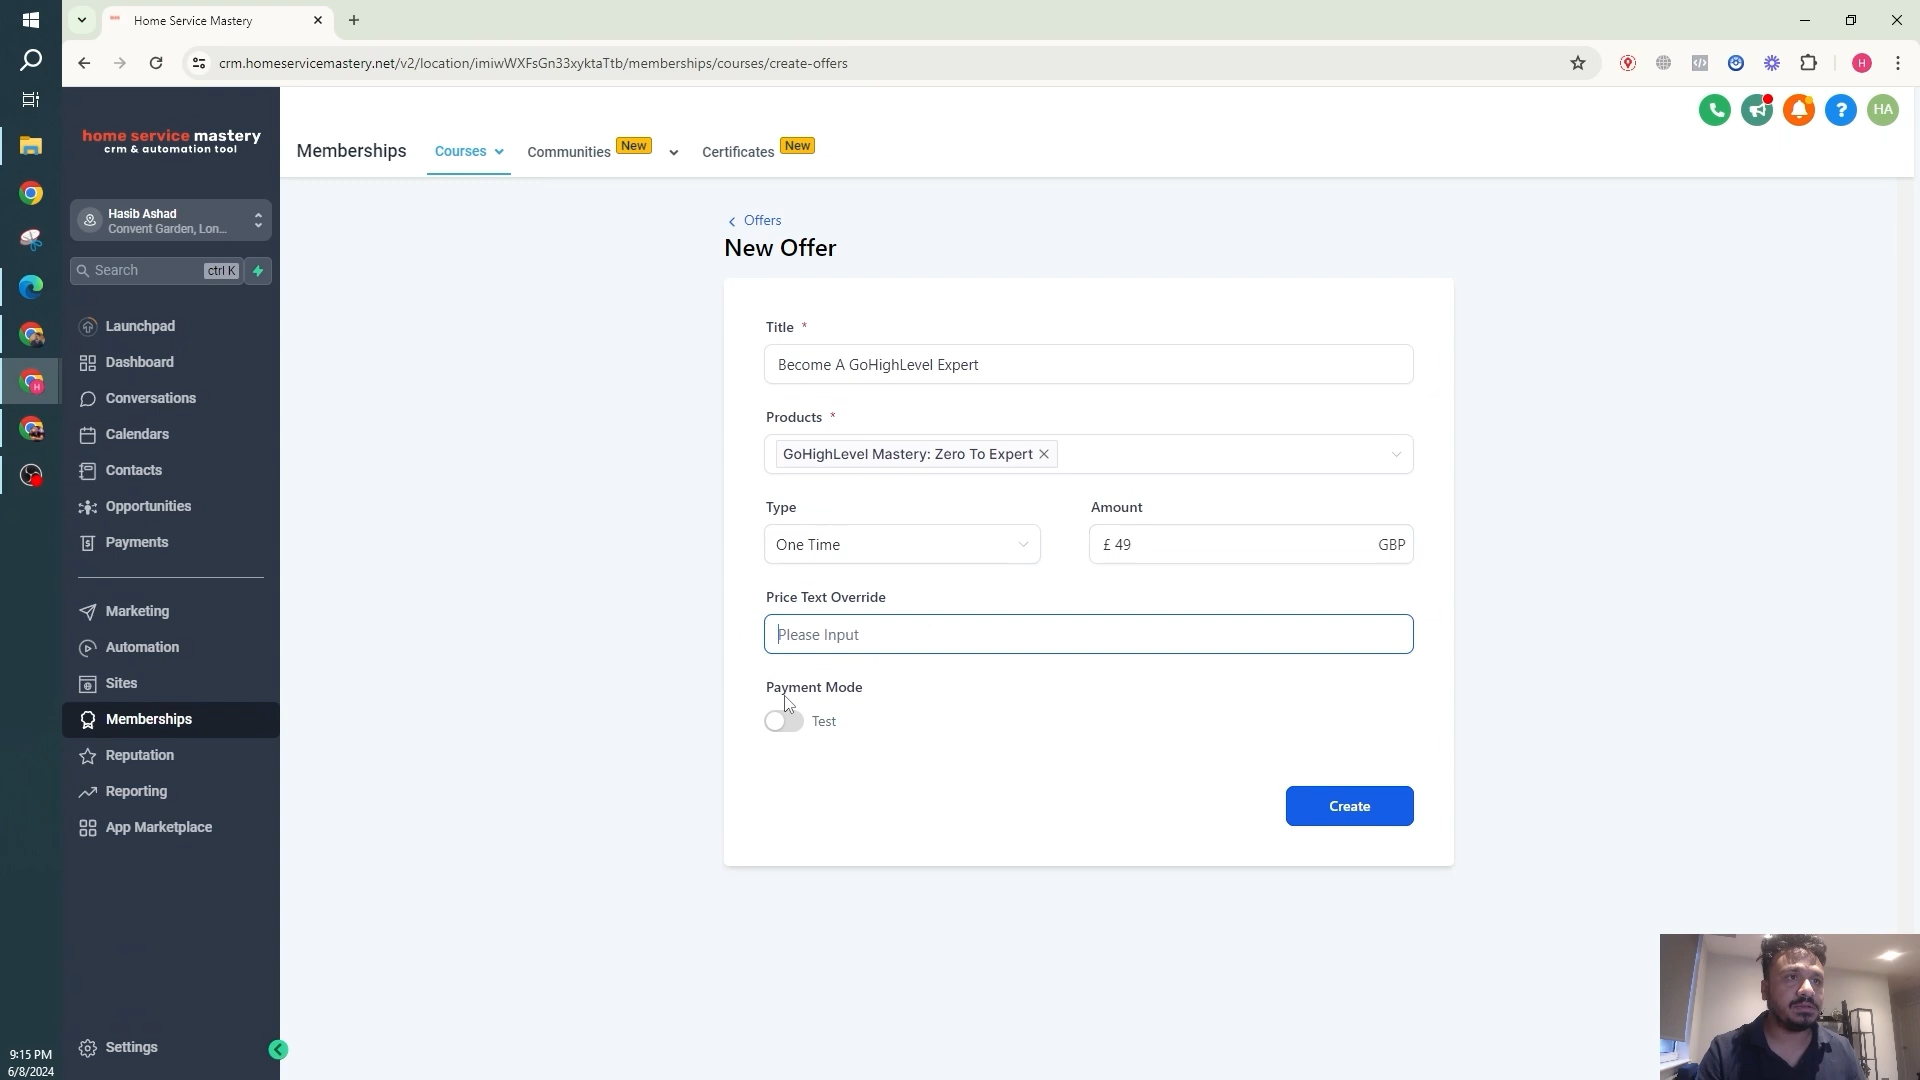 Home Service Mastery
crm.homeservicemastery.net/v2/location/imiwWXFsGn33xyktaTtb/memberships/courses/create-offers
H
home service mastery
crm & automation tool
Hasib Ashad
Convent Garden, Lon...
Search
ctrl K
Launchpad
Dashboard
Conversations
Calendars
Contacts
Opportunities
Payments
Marketing
Automation
Sites
Memberships
Reputation
Reporting
App Marketplace
Settings
Memberships
Courses
Communities
New
Certificates
New
?
HA
Offers
New Offer
Title *
Become A GoHighLevel Expert
Products *
GoHighLevel Mastery: Zero To Expert
Type
Amount
One Time
£ 49
GBP
Price Text Override
Please Input
Payment Mode
Test
Create
9:15 PM
6/8/2024